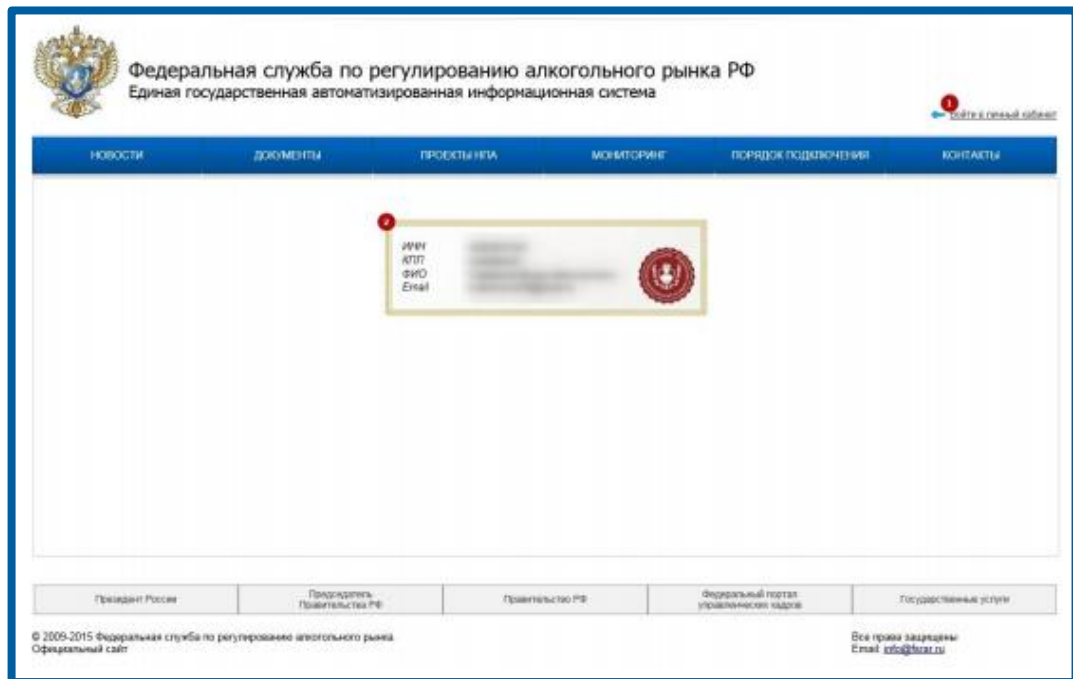 Федеральная служба по регулированию алкогольного рынка РФ
Единая государственная автоматизированная информационная система
1
Войти в личный кабинет
НОВОСТИ
ДОКУМЕНТЫ
ПРОЕКТЫ НПА
МОНИТОРИНГ
ПОРЯДОК ПОДКЛЮЧЕНИЯ
КОНТАКТЫ
2
ИНН
КПП
ФИО
Email
Президент России
Председатель
Правительства РФ
Правительство РФ
Федеральный портал
управленческих кадров
Государственные услуги
© 2009-2015 Федеральная служба по регулированию алкогольного рынка.
Официальный сайт
Все права защищены
Email: info@fsrar.ru